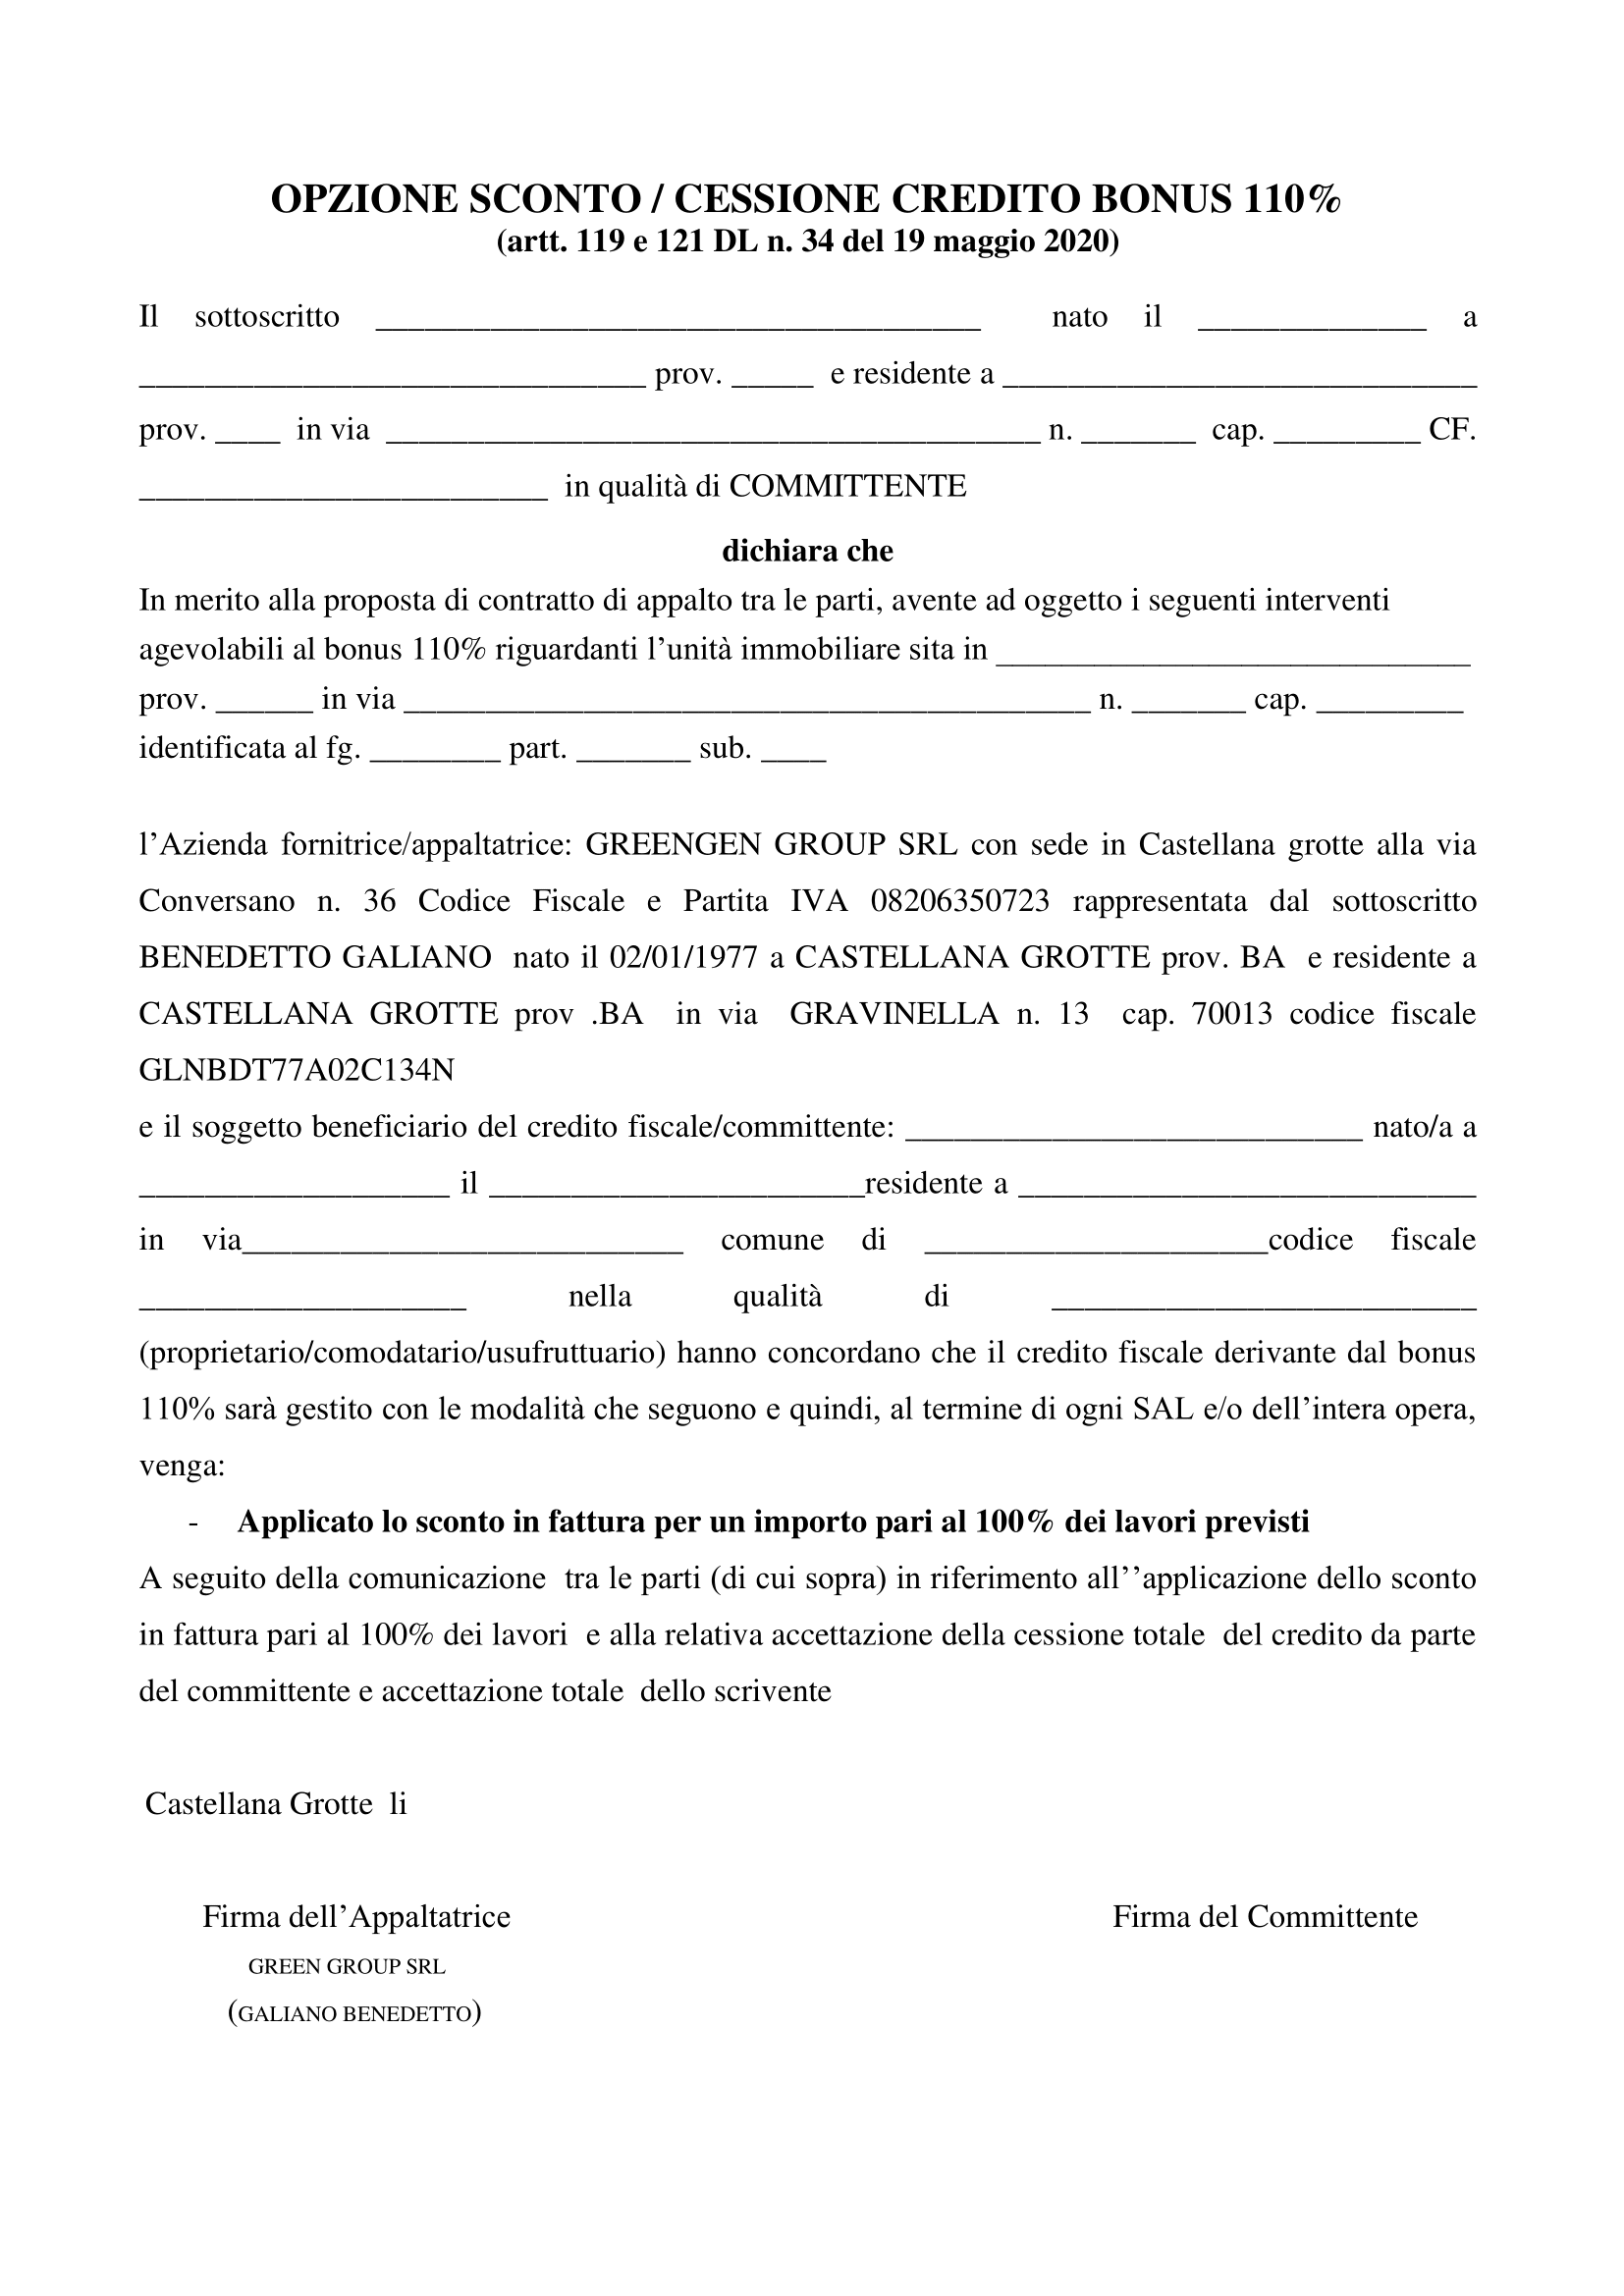 OPZIONE SCONTO / CESSIONE CREDITO BONUS 110%
(artt. 119 e 121 DL n. 34 del 19 maggio 2020)
Il sottoscritto _____________________________________ nato il ______________ a
_______________________________ prov. _____ e residente a _____________________________
prov. ____ in via ________________________________________ n. _______ cap. _________ CF.
_________________________ in qualità di COMMITTENTE
dichiara che
In merito alla proposta di contratto di appalto tra le parti, avente ad oggetto i seguenti interventi
agevolabili al bonus 110% riguardanti l’unità immobiliare sita in _____________________________
prov. ______ in via __________________________________________ n. _______ cap. _________
identificata al fg. ________ part. _______ sub. ____
l’Azienda fornitrice/appaltatrice: GREENGEN GROUP SRL con sede in Castellana grotte alla via
Conversano n. 36 Codice Fiscale e Partita IVA 08206350723 rappresentata dal sottoscritto
BENEDETTO GALIANO nato il 02/01/1977 a CASTELLANA GROTTE prov. BA e residente a
CASTELLANA GROTTE prov .BA in via GRAVINELLA n. 13 cap. 70013 codice fiscale
GLNBDT77A02C134N
e il soggetto beneficiario del credito fiscale/committente: ____________________________ nato/a a
___________________ il _______________________residente a ____________________________
in via___________________________ comune di _____________________codice fiscale
____________________ nella qualità di __________________________
(proprietario/comodatario/usufruttuario) hanno concordano che il credito fiscale derivante dal bonus
110% sarà gestito con le modalità che seguono e quindi, al termine di ogni SAL e/o dell’intera opera,
venga:
- Applicato lo sconto in fattura per un importo pari al 100% dei lavori previsti
A seguito della comunicazione tra le parti (di cui sopra) in riferimento all’’applicazione dello sconto
in fattura pari al 100% dei lavori e alla relativa accettazione della cessione totale del credito da parte
del committente e accettazione totale dello scrivente
Castellana Grotte li
Firma dell’Appaltatrice Firma del Committente
GREEN GROUP SRL
(GALIANO BENEDETTO)